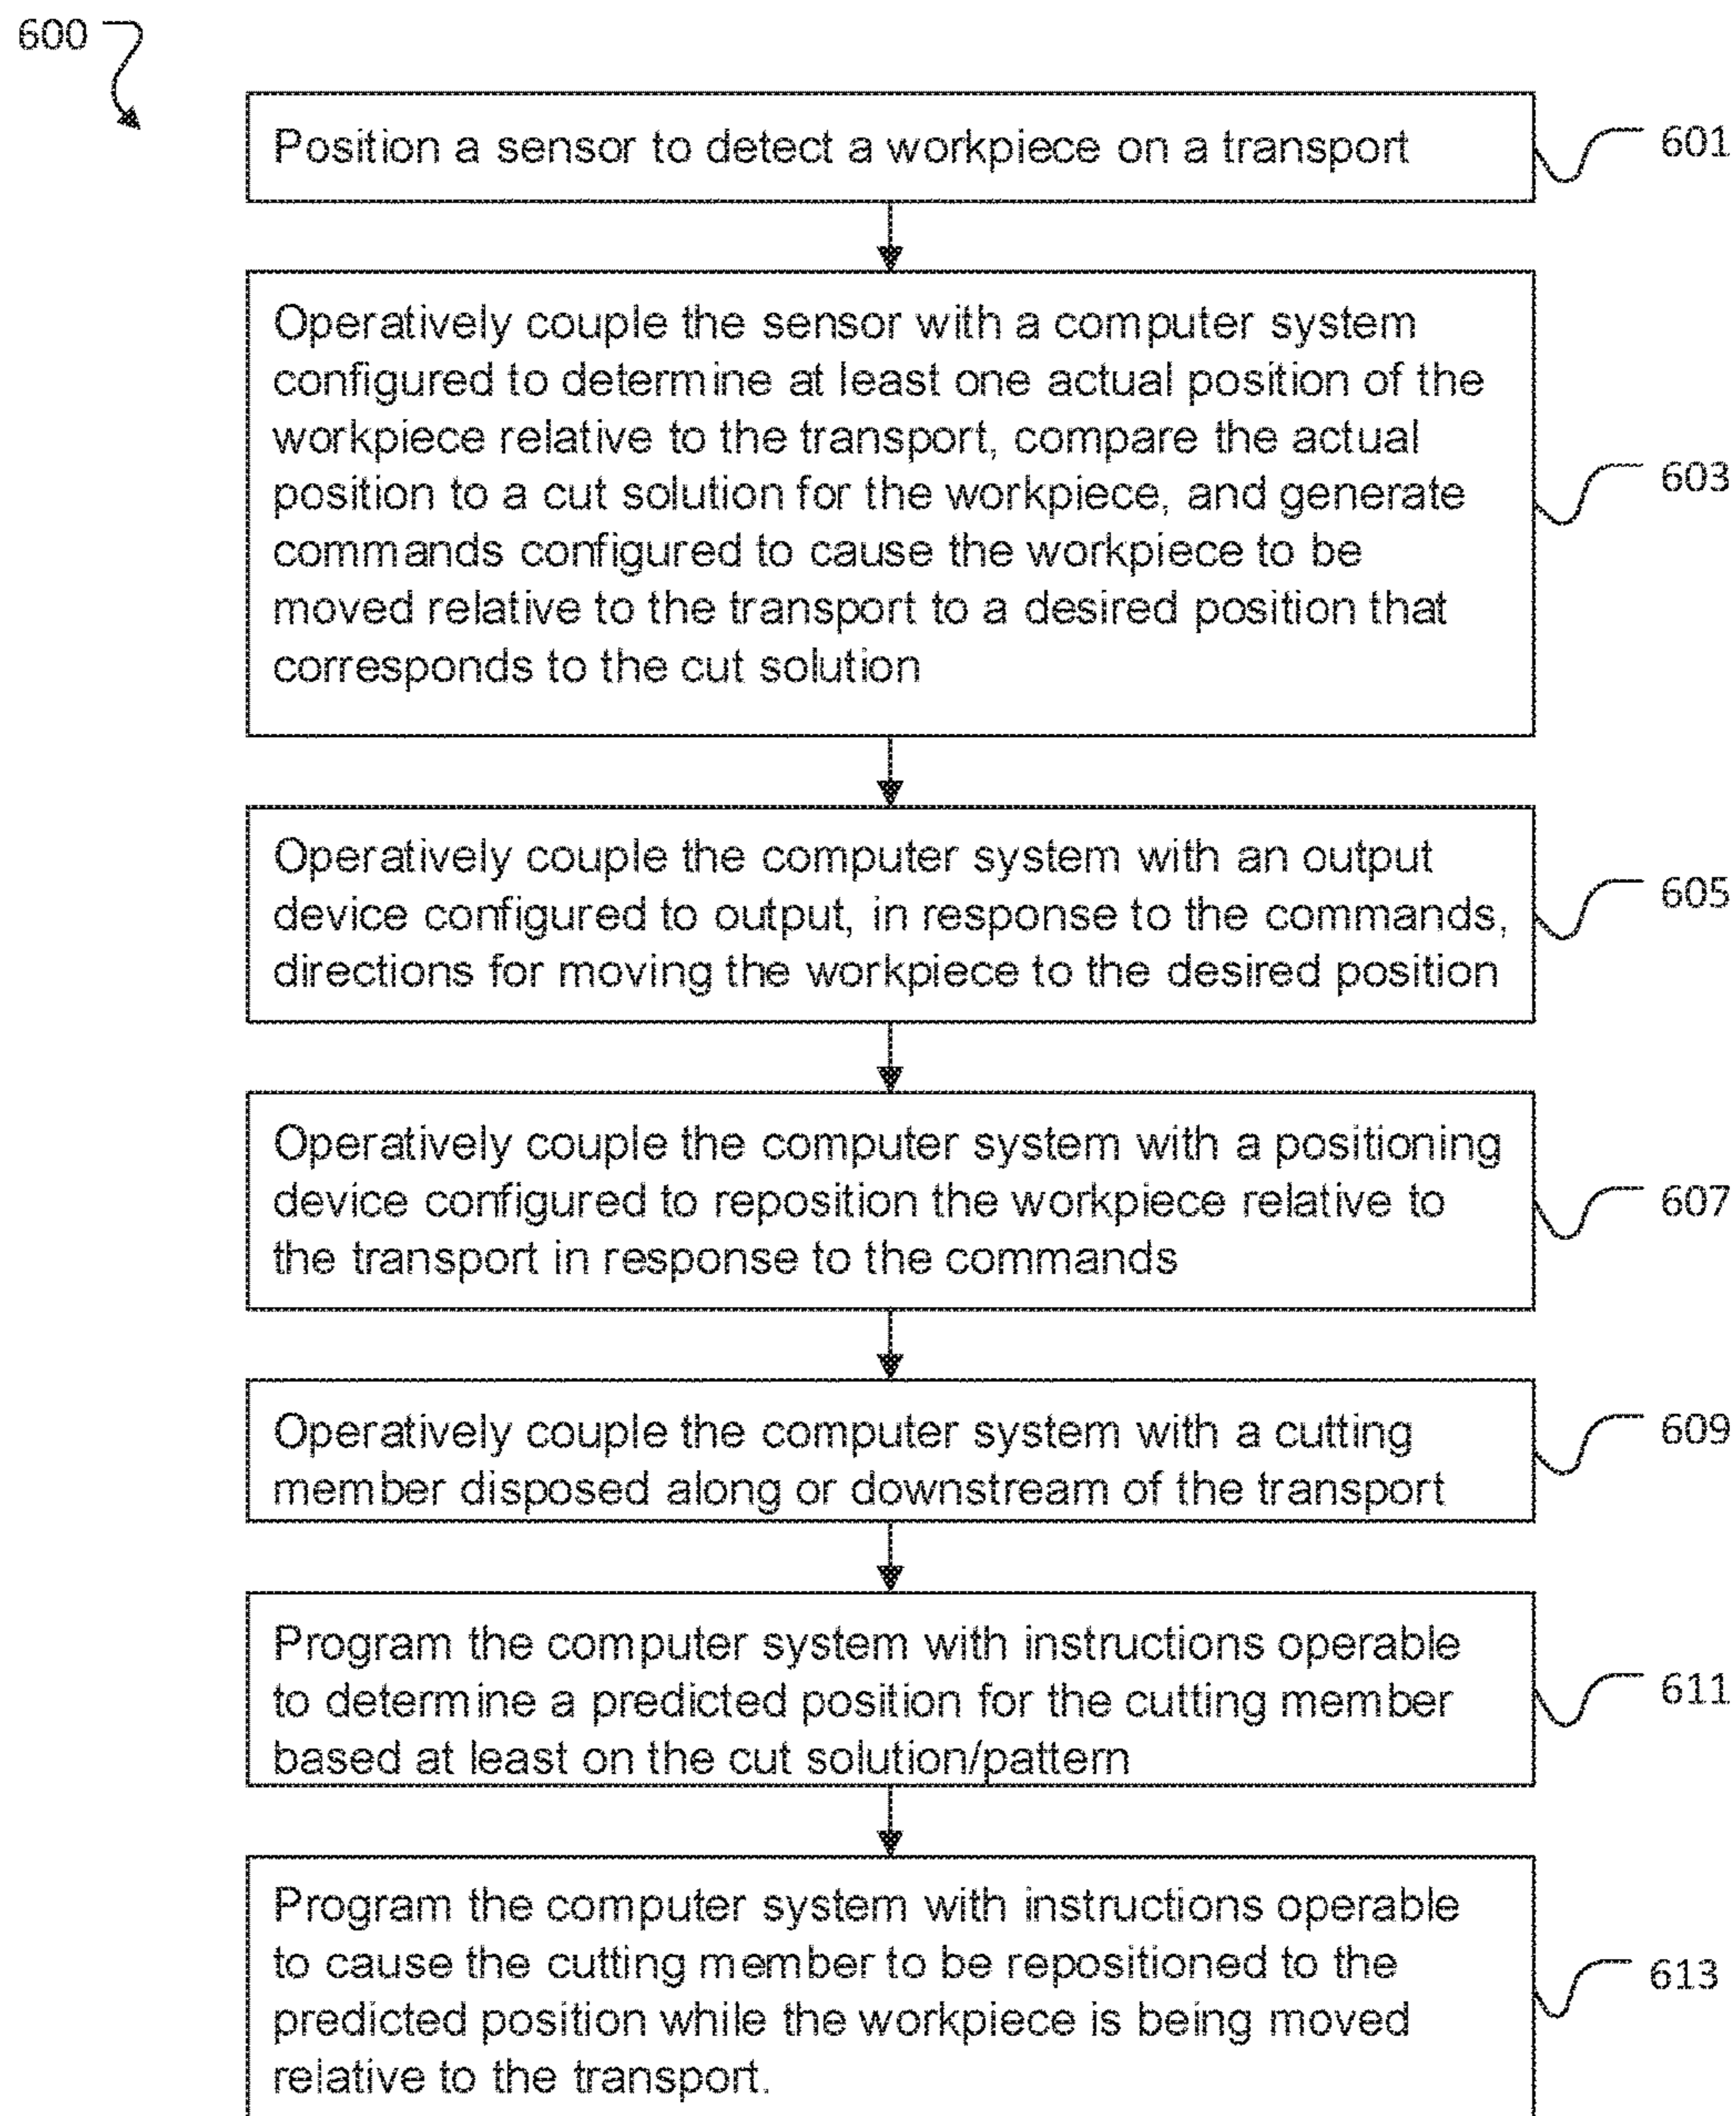 600
Position a sensor to detect a workpiece on a transport
601
Operatively couple the sensor with a computer system
configured to determine at least one actual position of the
workpiece relative to the transport, compare the actual
position to a cut solution for the workpiece, and generate
commands configured to cause the workpiece to be
moved relative to the transport to a desired position that
corresponds to the cut solution
603
Operatively couple the computer system with an output
device configured to output, in response to the commands,
directions for moving the workpiece to the desired position
605
Operatively couple the computer system with a positioning
device configured to reposition the workpiece relative to
the transport in response to the commands
607
Operatively couple the computer system with a cutting
member disposed along or downstream of the transport
609
Program the computer system with instructions operable
to determine a predicted position for the cutting member
based at least on the cut solution/pattern
611
Program the computer system with instructions operable
to cause the cutting member to be repositioned to the
predicted position while the workpiece is being moved
relative to the transport.
613